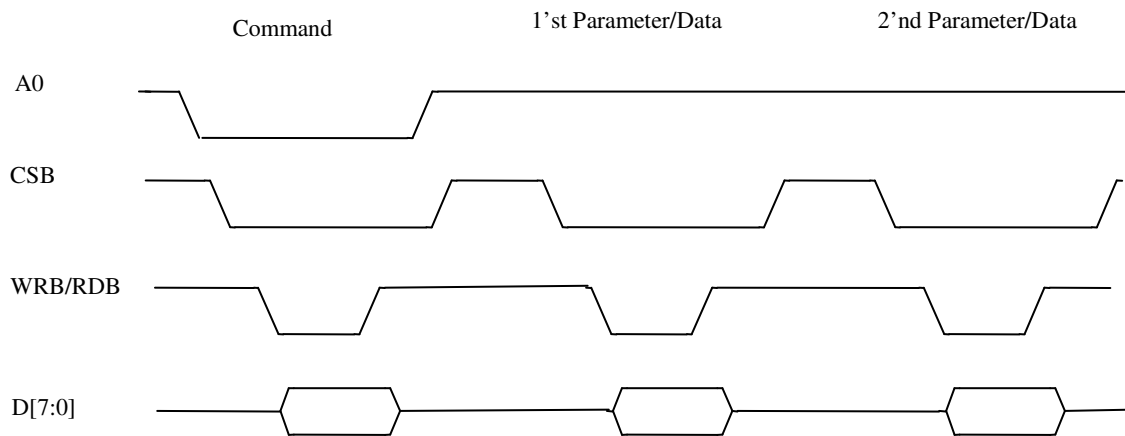 Command
1’st Parameter/Data
2’nd Parameter/Data
A0
CSB
WRB/RDB
D[7:0]